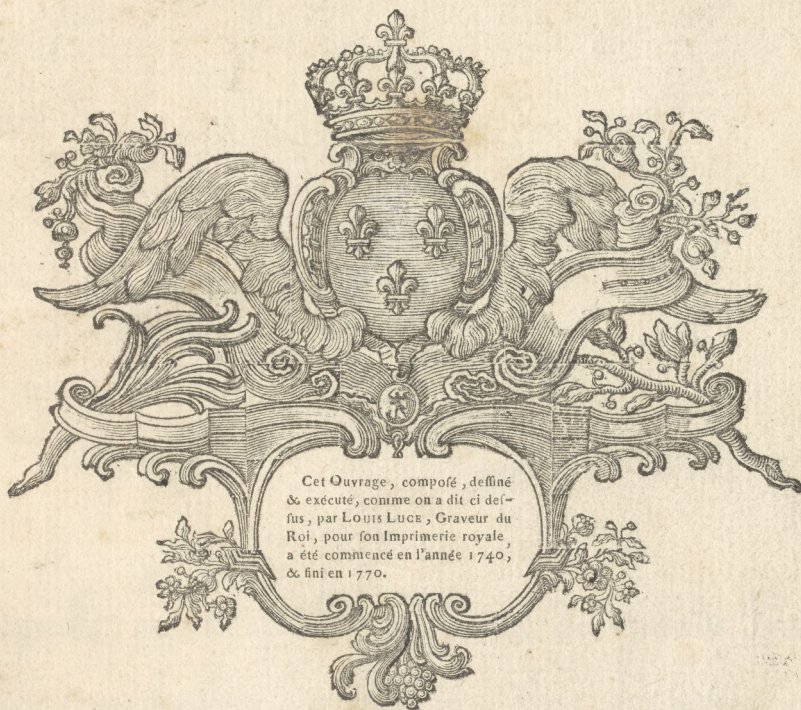 Cet Ouvrage, compoſé, deſſiné
& exécuté, comme on a dit ci deſ-
ſus, par LOUIS LUCE, Graveur du
Roi, pour ſon Imprimerie royale,
a été commencé en l'année 1740,
& fini en 1770.